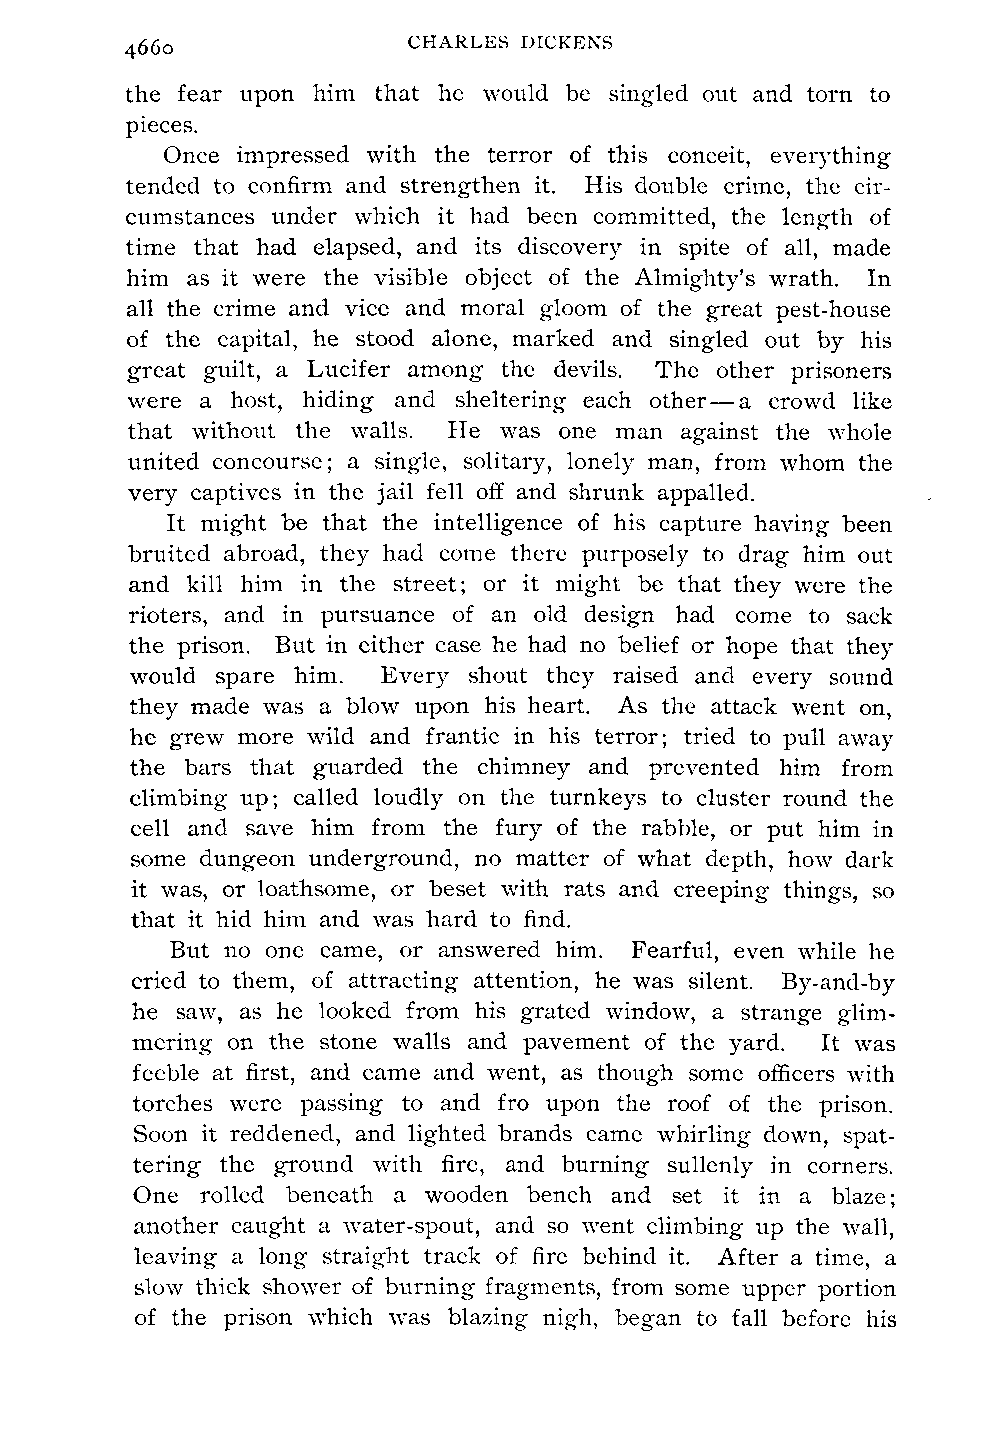 4660 CHARLES DICKENS
the fear upon him that he would be singled out and torn to
pieces.
Once impressed with the terror of this conceit, everything
tended to confirm and strengthen it. His double crime, the cir-
cumstances under which it had been committed, the length of
time that had elapsed, and its discovery in spite of all, made
him as it were the visible object of the Almighty's wrath. In
all the crime and vice and moral gloom of the great pest-house
of the capital, he stood alone, marked and singled out by his
great guilt, a Lucifer among the devils. The other prisoners
were a host, hiding and sheltering each other—a crowd like
that without the walls. He was one man against the whole
united concourse; a single, solitary, lonely man, from whom the
very captives in the jail fell off and shrunk appalled.
It might be that the intelligence of his capture having been
bruited abroad, they had come there purposely to drag him out
and kill him in the street; or it might be that they were the
rioters, and in pursuance of an old design had come to sack
the prison. But in either case he had no belief or hope that they
would spare him. Every shout they raised and every sound
they made was a blow upon his heart. As the attack went on,
he grew more wild and frantic in his terror; tried to pull away
the bars that guarded the chimney and prevented him from
climbing up; called loudly on the turnkeys to cluster round the
cell and save him from the fury of the rabble, or put him in
some dungeon underground, no matter of what depth, how dark
it was, or loathsome, or beset with rats and creeping things, so
that it hid him and was hard to find.
But no one came, or answered him. Fearful, even while he
cried to them, of attracting attention, he was silent. By-and-by
he saw, as he looked from his grated window, a strange glim-
mering on the stone walls and pavement of the yard. It was
feeble at first, and came and went, as though some officers with
torches were passing to and fro upon the roof of the prison.
Soon it reddened, and lighted brands came whirling down, spat-
tering the ground with fire, and burning sullenly in corners.
One rolled beneath a wooden bench and set it in a blaze;
another caught a water-spout, and so went climbing up the wall,
leaving a long straight track of fire behind it. After a time, a
slow thick shower of burning fragments, from some upper portion
of the prison which was blazing nigh, began to fall before his